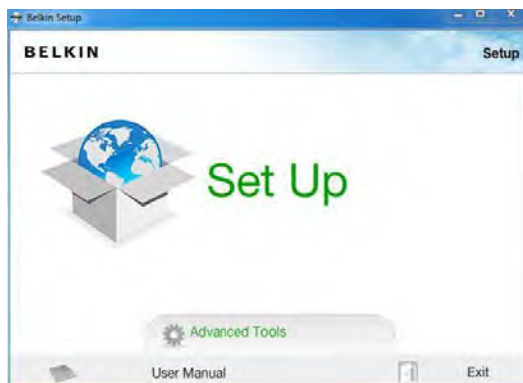 Belkin Setup
BELKIN
Setup
Set Up
Advanced Tools
User Manual
Exit